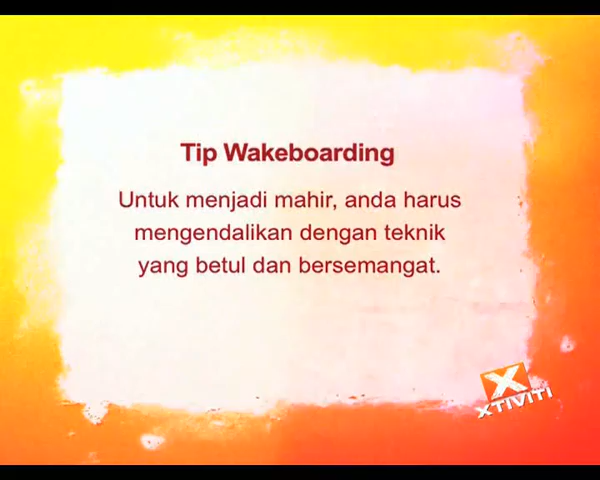 Tip Wakeboarding
Untuk menjadi mahir, anda harus
mengendalikan dengan teknik
yang betul dan bersemangat.
X
XTIVITI